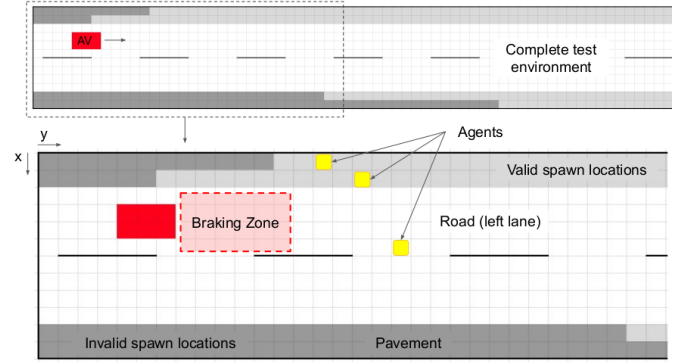 AV
Complete test
environment
y
x
Agents
Valid spawn locations
Braking Zone
Road (left lane)
Invalid spawn locations
Pavement